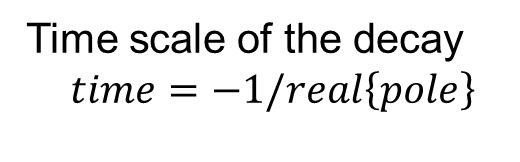 Time scale of the decay
time = −1/real{pole}